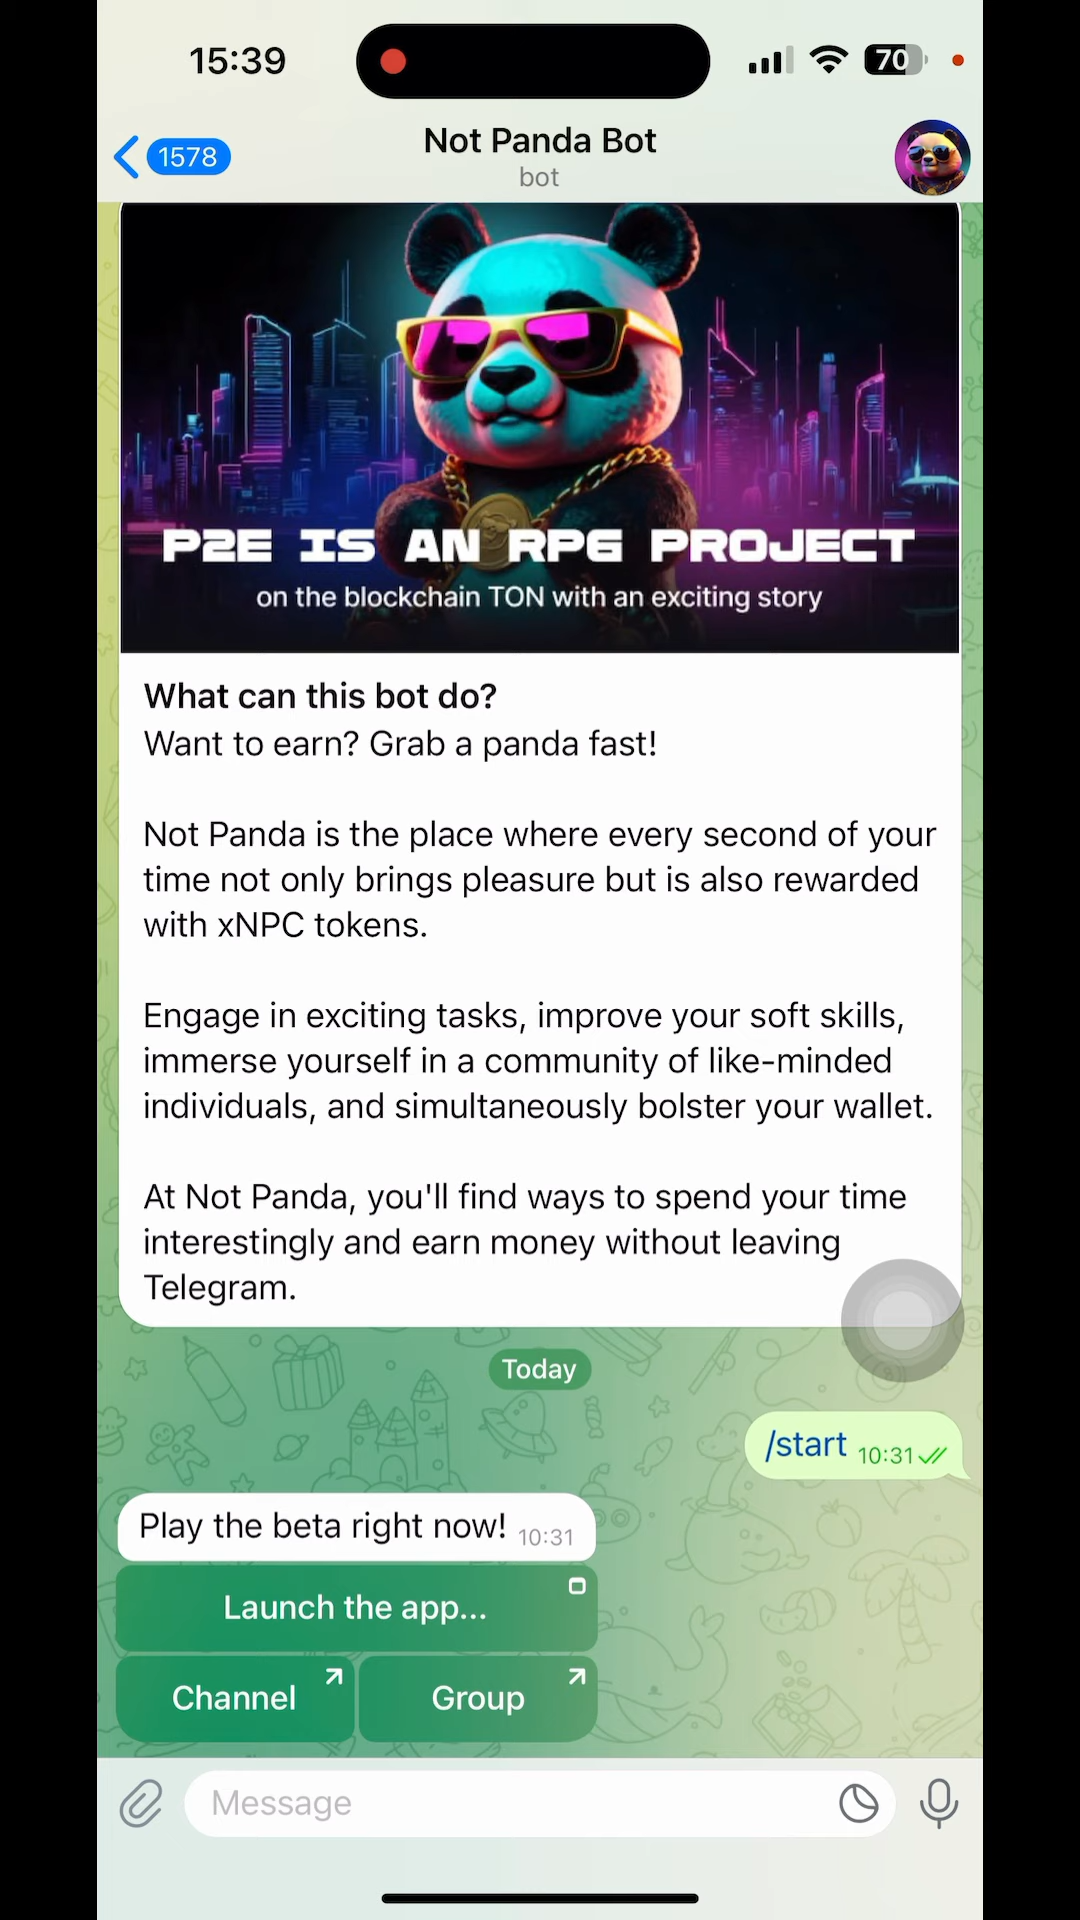 15:39
70
1578
Not Panda Bot
bot
P2E IS AN RPG PROJECT
on the blockchain TON with an exciting story
What can this bot do?
Want to earn? Grab a panda fast!
Not Panda is the place where every second of your
time not only brings pleasure but is also rewarded
with xNPC tokens.
Engage in exciting tasks, improve your soft skills,
immerse yourself in a community of like-minded
individuals, and simultaneously bolster your wallet.
At Not Panda, you'll find ways to spend your time
interestingly and earn money without leaving
Telegram.
Today
/start 10:31
Play the beta right now! 10:31
Launch the app...
Channel
Group
Message